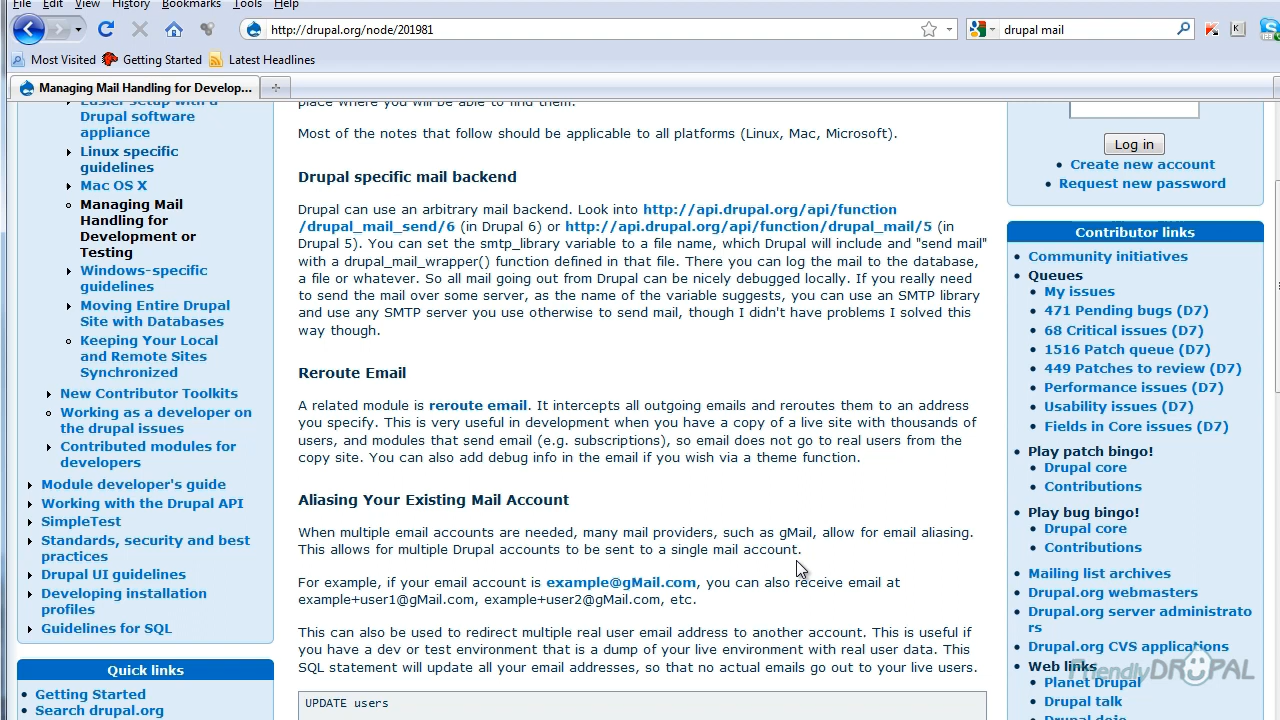 File Edit View History Bookmarks Tools Help
http://drupal.org/node/201981
drupal mail
Most Visited Getting Started Latest Headlines
Managing Mail Handling for Develop...
Easier setup with a
Drupal software
appliance
Linux specific
guidelines
Mac OS X
Managing Mail
Handling for
Development or
Testing
Windows-specific
guidelines
Moving Entire Drupal
Site with Databases
Keeping Your Local
and Remote Sites
Synchronized
New Contributor Toolkits
Working as a developer on
the drupal issues
Contributed modules for
developers
Module developer's guide
Working with the Drupal API
SimpleTest
Standards, security and best
practices
Drupal UI guidelines
Developing installation
profiles
Guidelines for SQL
Quick links
Getting Started
Search drupal.org
place where you will be able to find them.
Most of the notes that follow should be applicable to all platforms (Linux, Mac, Microsoft).
Drupal specific mail backend
Drupal can use an arbitrary mail backend. Look into http://api.drupal.org/api/function
/drupal_mail_send/6 (in Drupal 6) or http://api.drupal.org/api/function/drupal_mail/5 (in
Drupal 5). You can set the smtp_library variable to a file name, which Drupal will include and "send mail"
with a drupal_mail_wrapper() function defined in that file. There you can log the mail to the database,
a file or whatever. So all mail going out from Drupal can be nicely debugged locally. If you really need
to send the mail over some server, as the name of the variable suggests, you can use an SMTP library
and use any SMTP server you use otherwise to send mail, though I didn't have problems I solved this
way though.
Reroute Email
A related module is reroute email. It intercepts all outgoing emails and reroutes them to an address
you specify. This is very useful in development when you have a copy of a live site with thousands of
users, and modules that send email (e.g. subscriptions), so email does not go to real users from the
copy site. You can also add debug info in the email if you wish via a theme function.
Aliasing Your Existing Mail Account
When multiple email accounts are needed, many mail providers, such as gMail, allow for email aliasing.
This allows for multiple Drupal accounts to be sent to a single mail account.
For example, if your email account is example@gMail.com, you can also receive email at
example+user1@gMail.com, example+user2@gMail.com, etc.
This can also be used to redirect multiple real user email address to another account. This is useful if
you have a dev or test environment that is a dump of your live environment with real user data. This
SQL statement will update all your email addresses, so that no actual emails go out to your live users.
UPDATE users
Log in
Create new account
Request new password
Contributor links
Community initiatives
Queues
My issues
471 Pending bugs (D7)
68 Critical issues (D7)
1516 Patch queue (D7)
449 Patches to review (D7)
Performance issues (D7)
Usability issues (D7)
Fields in Core issues (D7)
Play patch bingo!
Drupal core
Contributions
Play bug bingo!
Drupal core
Contributions
Mailing list archives
Drupal.org webmasters
Drupal.org server administrato
rs
Drupal.org CVS applications
Web links
Planet Drupal
Drupal talk
Drupal dojo
friendlyDRUPAL